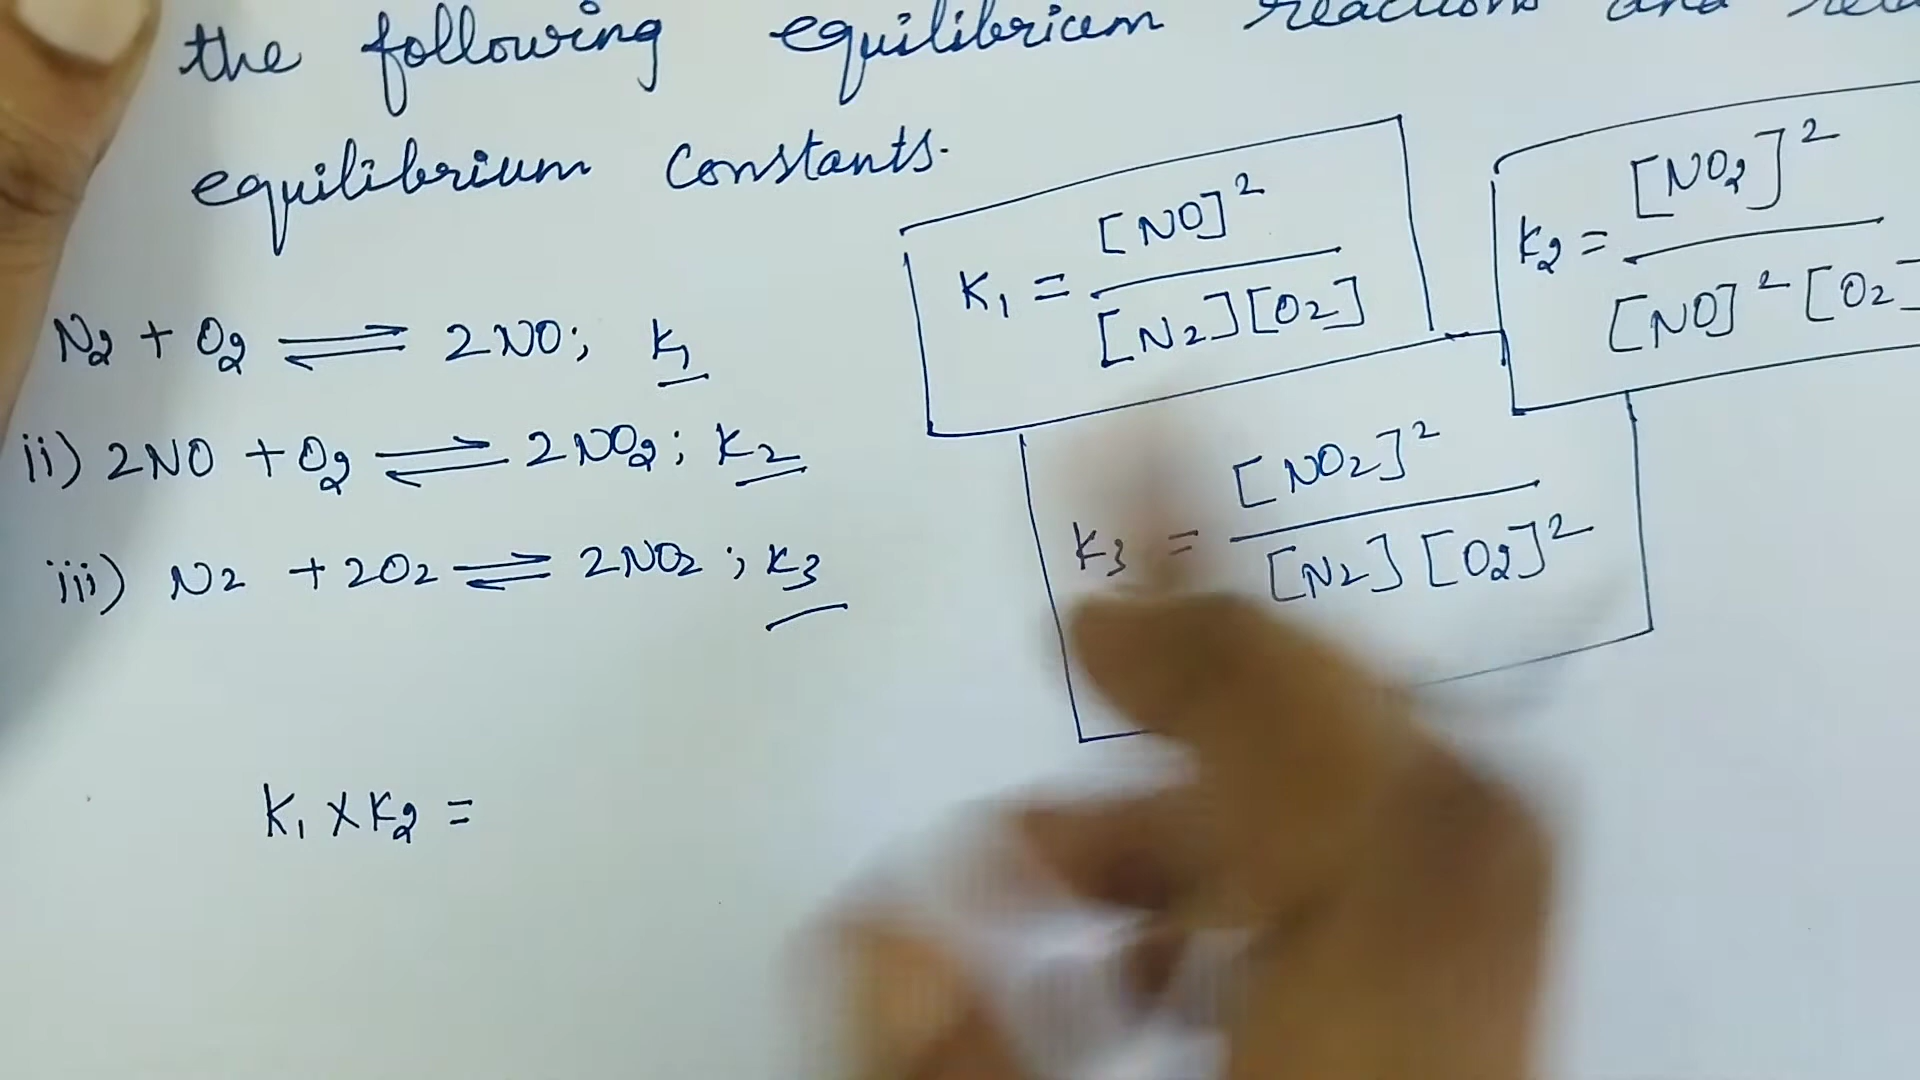 the following equilibrium reactions and
equilibrium constants.
N₂ + O₂ ⇌ 2NO; K₁
ii) 2NO + O₂ ⇌ 2NO₂; K₂
iii) N₂ + 2O₂ ⇌ 2NO₂; K₃
K₁ = [NO]² / [N₂][O₂]
K₂ = [NO₂]² / [NO]²[O₂]
K₃ = [NO₂]² / [N₂][O₂]²
K₁ × K₂ =